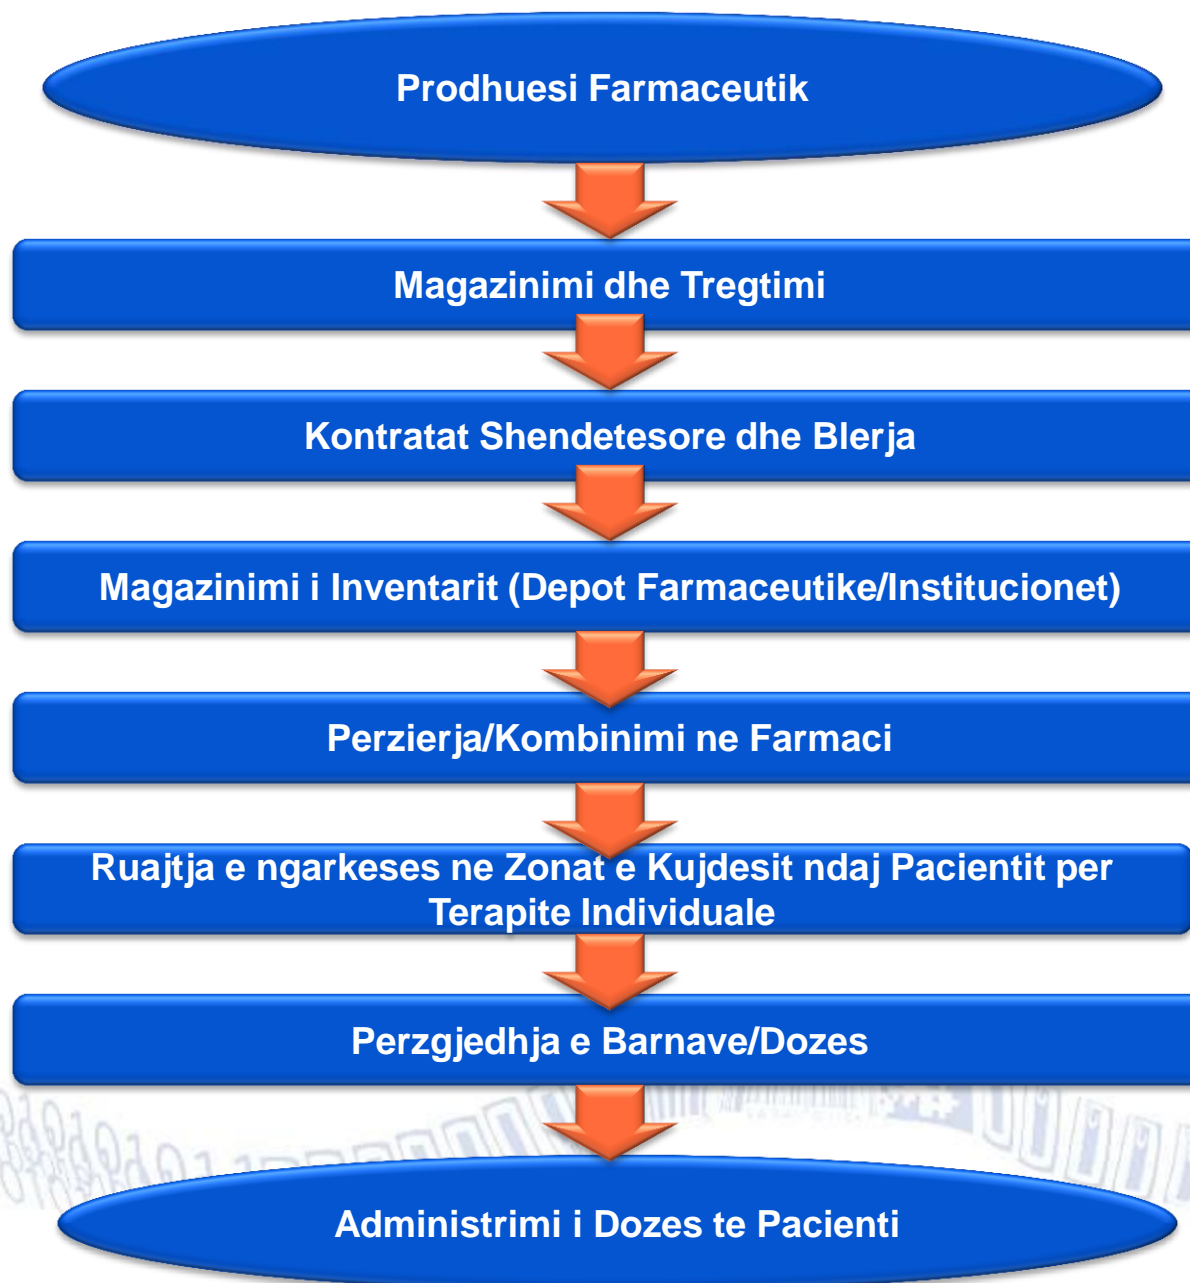 Prodhuesi Farmaceutik
Magazinimi dhe Tregtimi
Kontratat Shendetesore dhe Blerja
Magazinimi i Inventarit (Depot Farmaceutike/Institucionet)
Perzierja/Kombinimi ne Farmaci
Ruajtja e ngarkeses ne Zonat e Kujdesit ndaj Pacientit per
Terapite Individuale
Perzgjedhja e Barnave/Dozes
Administrimi i Dozes te Pacienti